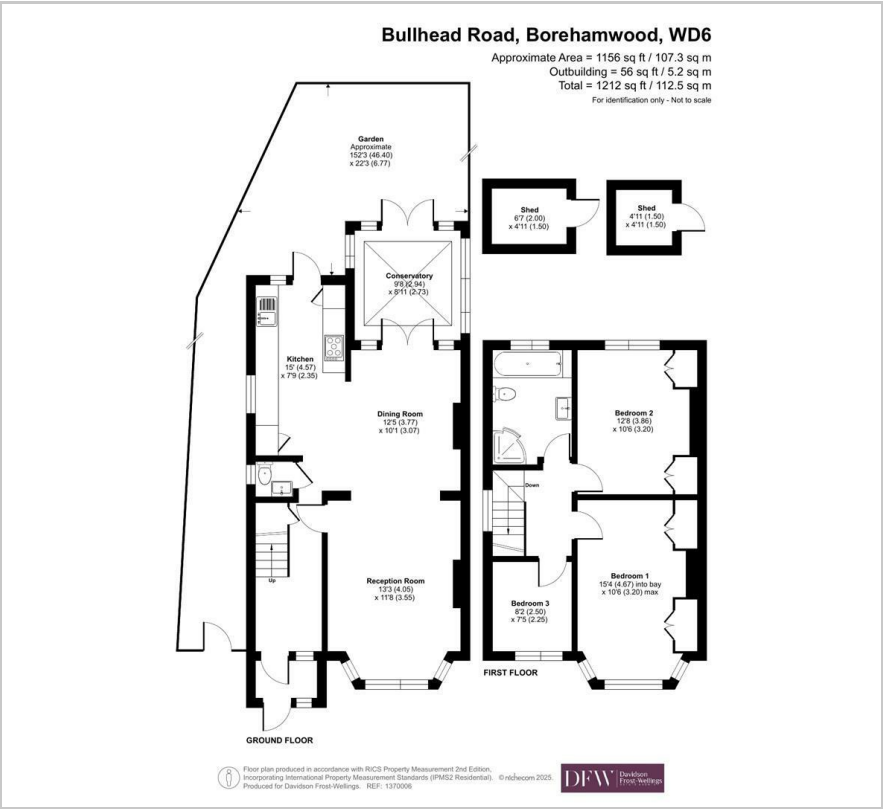 Bullhead Road, Borehamwood, WD6
Approximate Area = 1156 sq ft / 107.3 sq m
Outbuilding = 56 sq ft / 5.2 sq m
Total = 1212 sq ft / 112.5 sq m
For identification only - Not to scale
Garden
Approximate
152'3 (46.40)
x 22'3 (6.77)
Shed
6'7 (2.00)
x 4'11 (1.50)
Shed
4'11 (1.50)
x 4'11 (1.50)
Conservatory
9'8 (2.94)
x 8'11 (2.73)
Kitchen
15' (4.57)
x 7'9 (2.35)
Dining Room
12'5 (3.77)
x 10'1 (3.07)
Bedroom 2
12'8 (3.86)
x 10'6 (3.20)
Down
Up
Reception Room
13'3 (4.05)
x 11'8 (3.55)
Bedroom 1
15'4 (4.67) into bay
x 10'6 (3.20) max
Bedroom 3
8'2 (2.50)
x 7'5 (2.25)
FIRST FLOOR
GROUND FLOOR
Floor plan produced in accordance with RICS Property Measurement 2nd Edition,
Incorporating International Property Measurement Standards (IPMS2 Residential). © nichecom 2025.
Produced for Davidson Frost-Wellings. REF: 1370006
DFW Davidson
Frost-Wellings